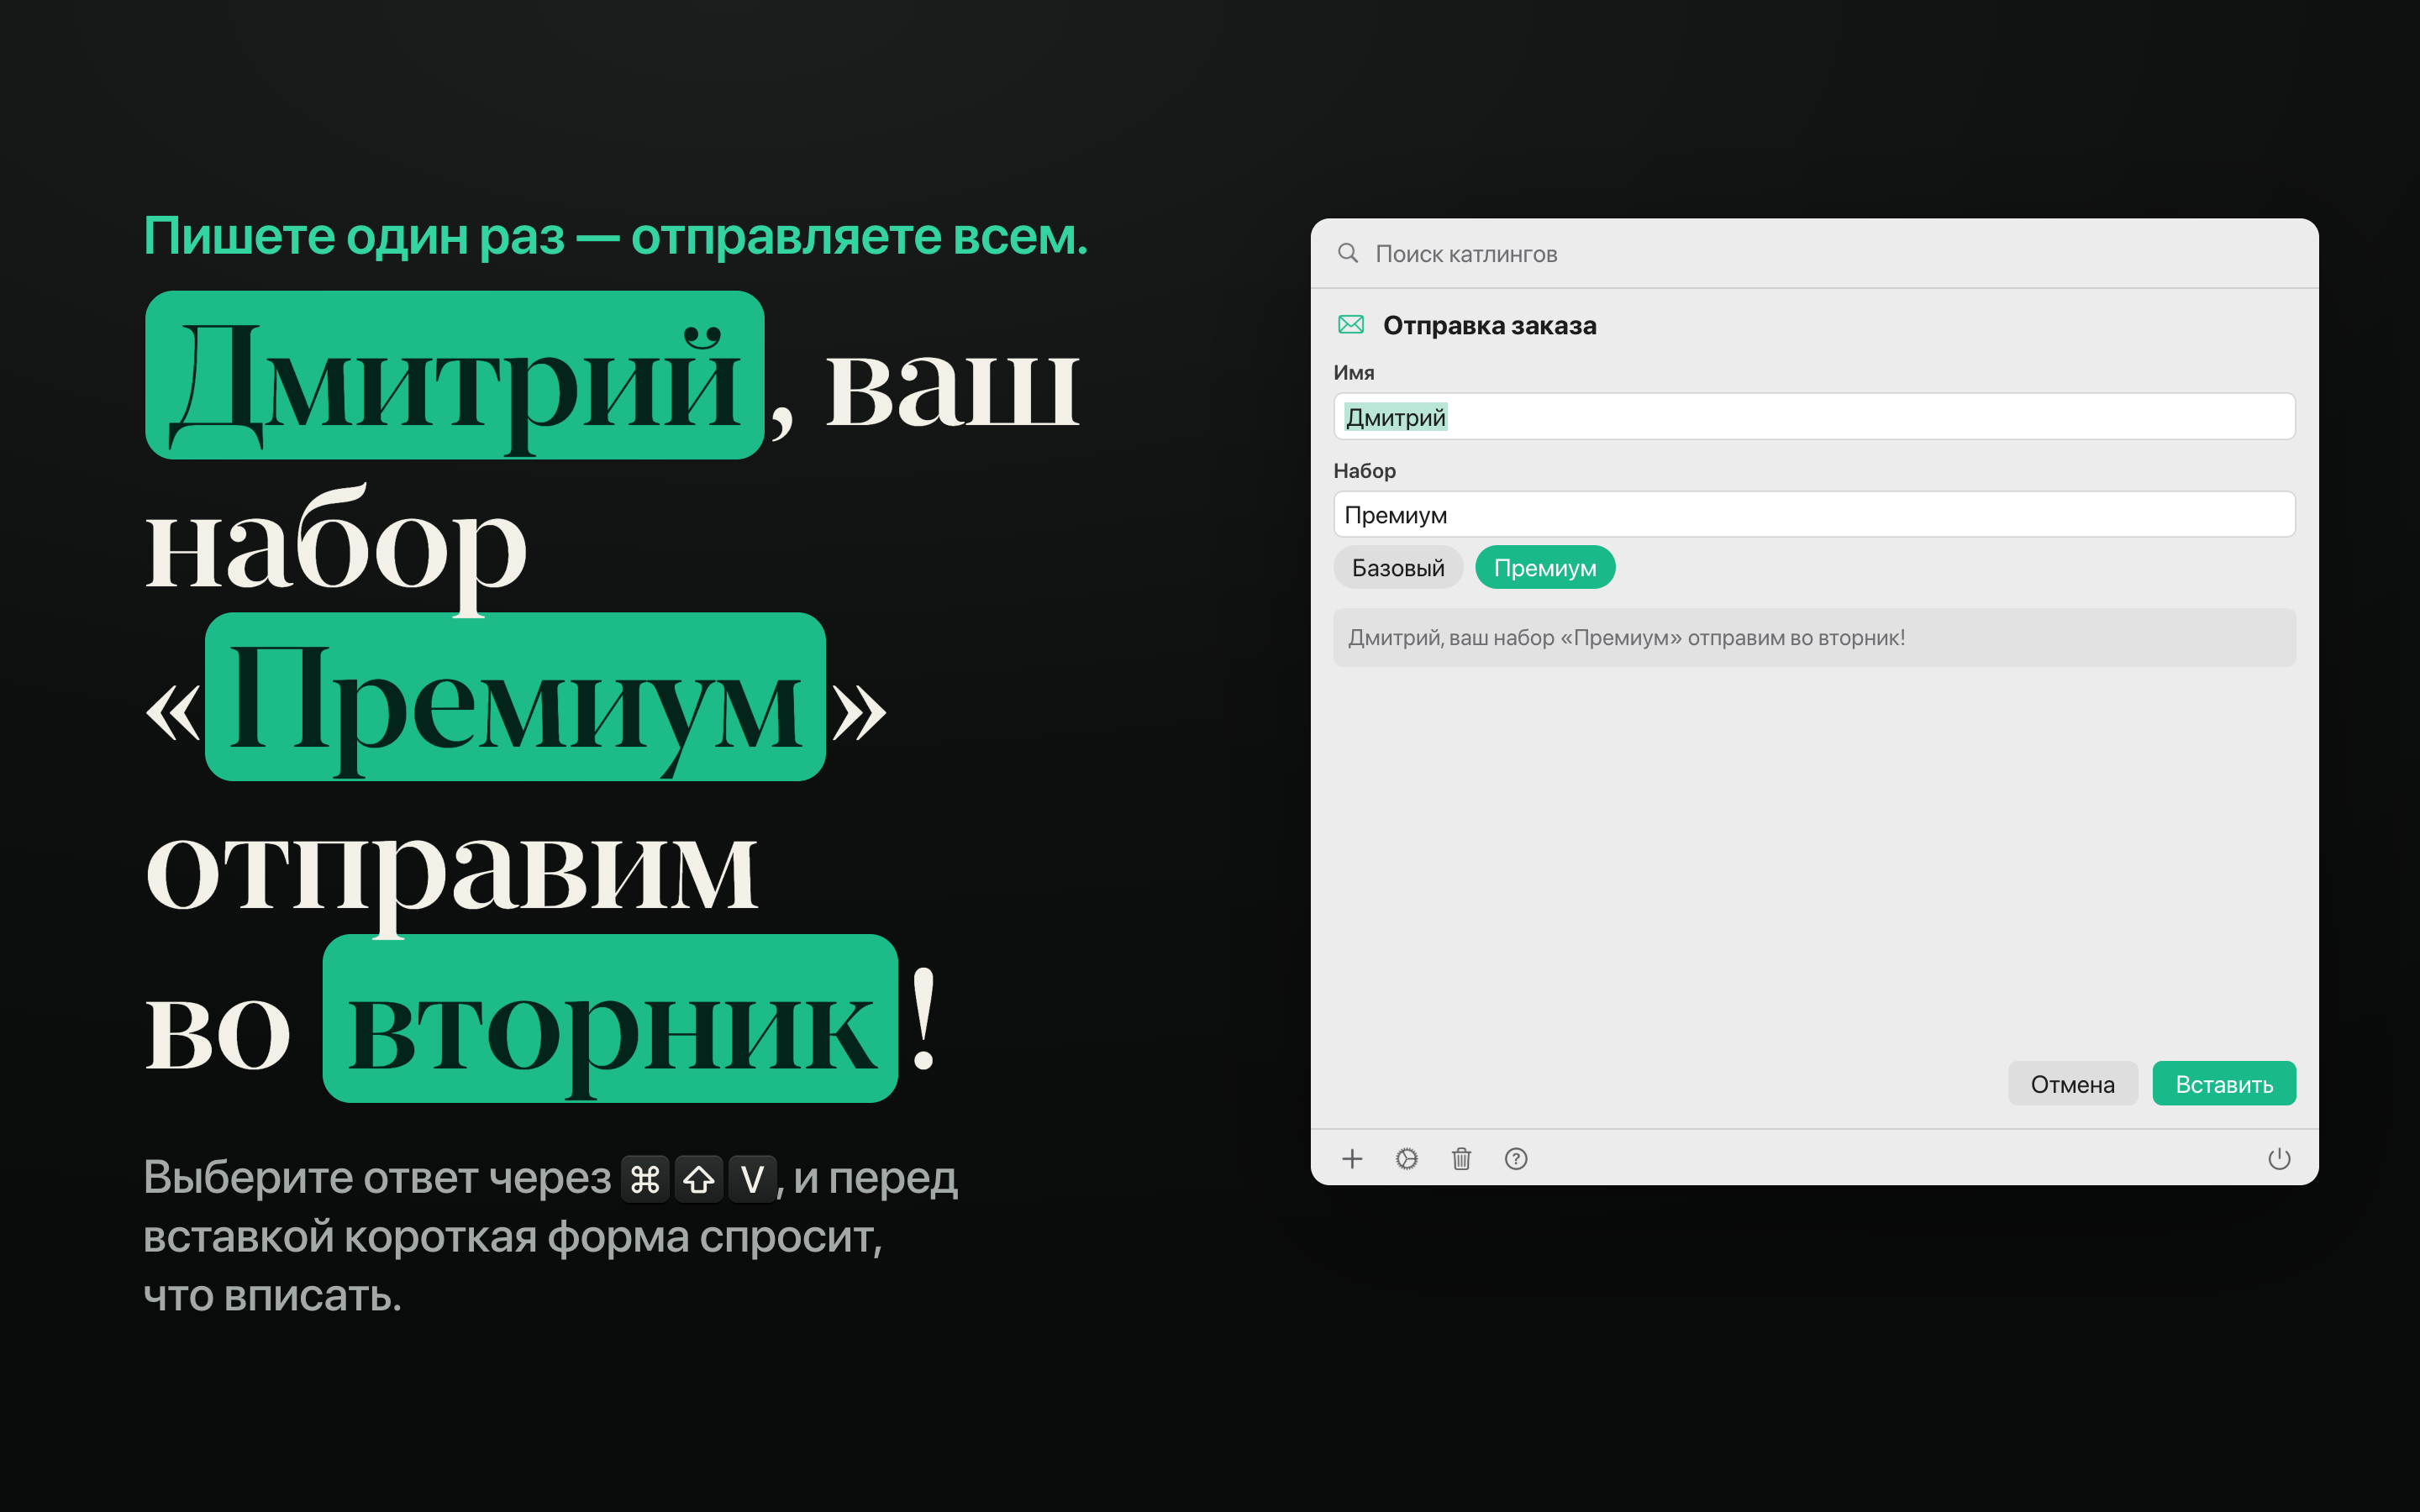 Пишете один раз — отправляете всем.
Дмитрий, ваш
набор
«Премиум»
отправим
во вторник!
Выберите ответ через ⌘ ⇧ V, и перед
вставкой короткая форма спросит,
что вписать.
Поиск катлингов
Отправка заказа
Имя
Дмитрий
Набор
Премиум
Базовый Премиум
Дмитрий, ваш набор «Премиум» отправим во вторник!
Отмена Вставить